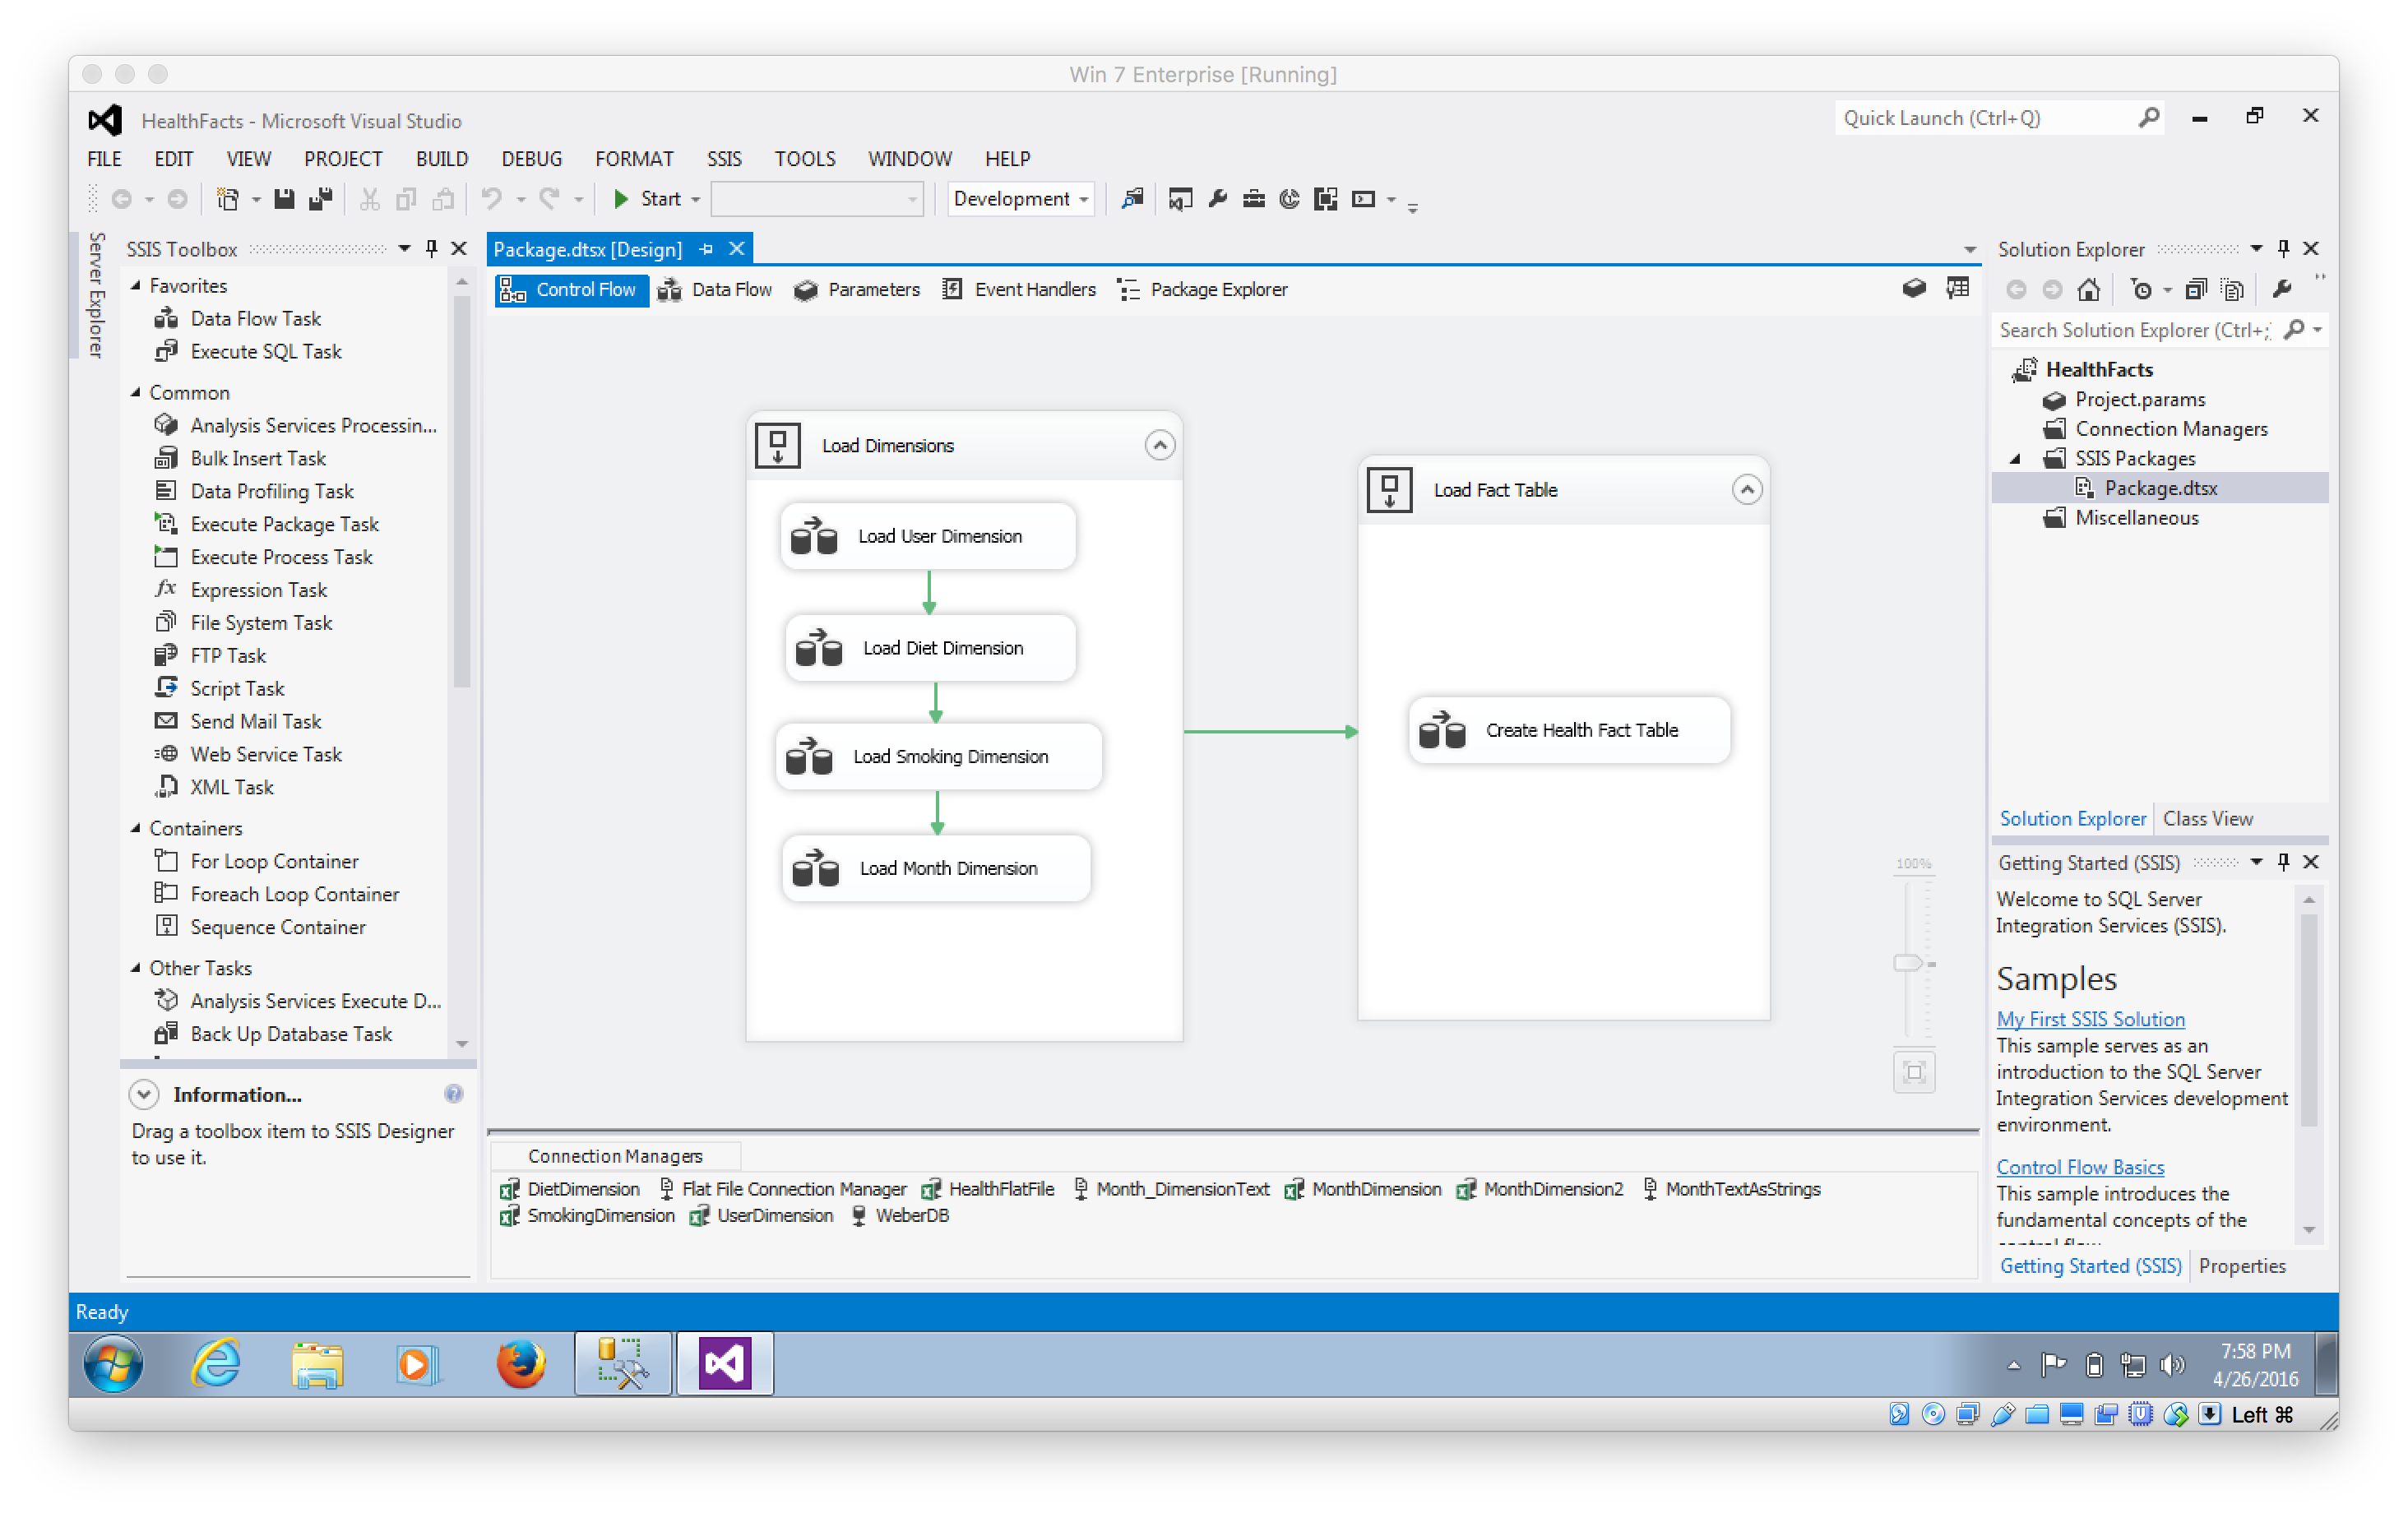 Win 7 Enterprise [Running]
HealthFacts - Microsoft Visual Studio
Quick Launch (Ctrl+Q)
FILE EDIT VIEW PROJECT BUILD DEBUG FORMAT SSIS TOOLS WINDOW HELP
Start
Development
Server Explorer
SSIS Toolbox
Favorites
Data Flow Task
Execute SQL Task
Common
Analysis Services Processin...
Bulk Insert Task
Data Profiling Task
Execute Package Task
Execute Process Task
Expression Task
File System Task
FTP Task
Script Task
Send Mail Task
Web Service Task
XML Task
Containers
For Loop Container
Foreach Loop Container
Sequence Container
Other Tasks
Analysis Services Execute D...
Back Up Database Task
Information...
Drag a toolbox item to SSIS Designer
to use it.
Package.dtsx [Design]
Control Flow Data Flow Parameters Event Handlers Package Explorer
Load Dimensions
Load User Dimension
Load Diet Dimension
Load Smoking Dimension
Load Month Dimension
Load Fact Table
Create Health Fact Table
100%
Connection Managers
DietDimension Flat File Connection Manager HealthFlatFile Month_DimensionText MonthDimension MonthDimension2 MonthTextAsStrings
SmokingDimension UserDimension WeberDB
Solution Explorer
Search Solution Explorer (Ctrl+;
HealthFacts
Project.params
Connection Managers
SSIS Packages
Package.dtsx
Miscellaneous
Solution Explorer Class View
Getting Started (SSIS)
Welcome to SQL Server
Integration Services (SSIS).
Samples
My First SSIS Solution
This sample serves as an
introduction to the SQL Server
Integration Services development
environment.
Control Flow Basics
This sample introduces the
fundamental concepts of the
Getting Started (SSIS) Properties
Ready
7:58 PM
4/26/2016
Left ⌘